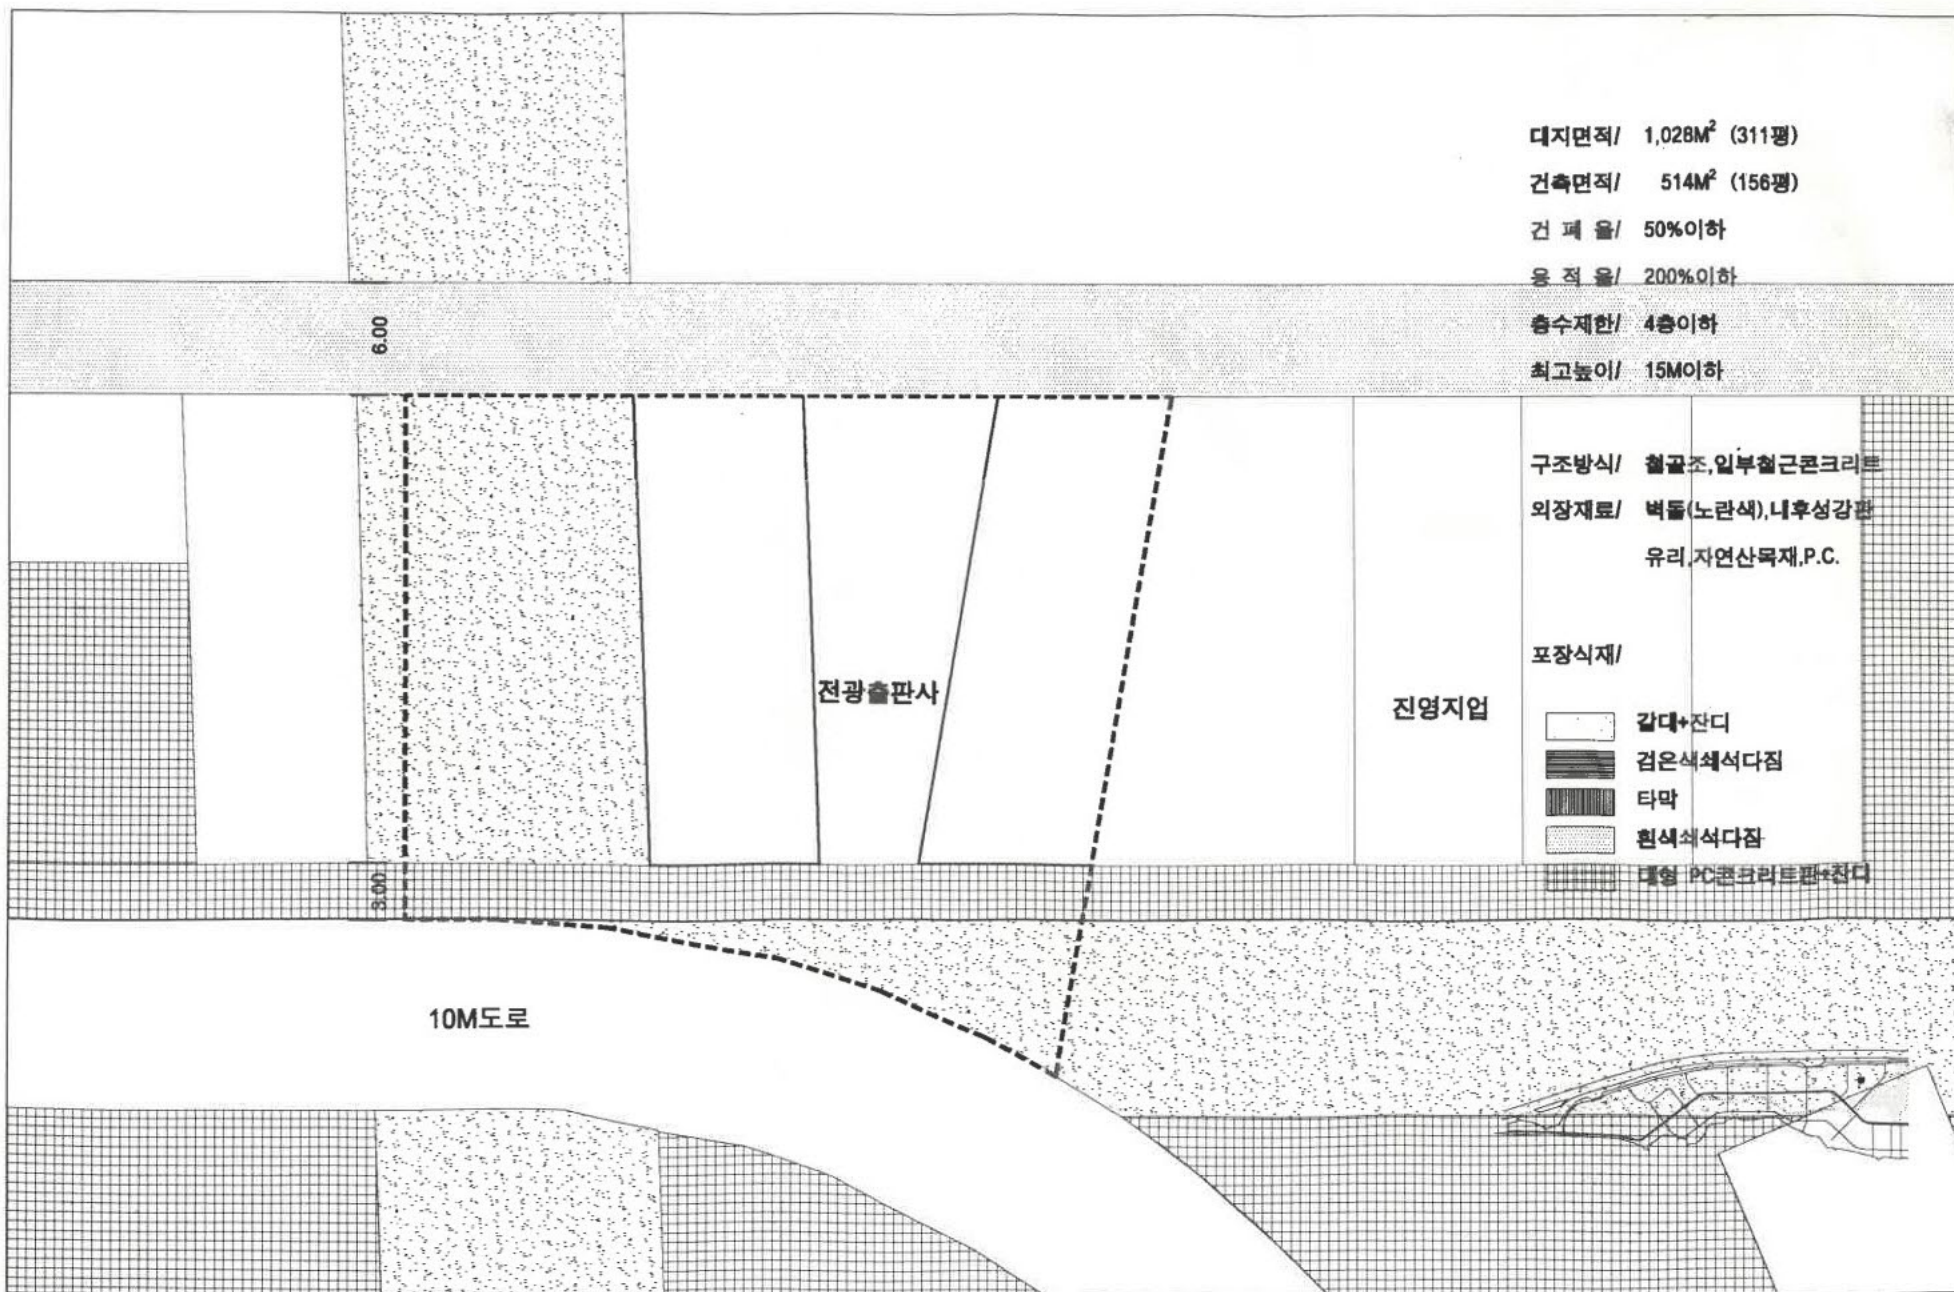 대지면적/ 1,028M² (311평)
건축면적/ 514M² (156평)
건 폐 율/ 50%이하
용 적 율/ 200%이하
층수제한/ 4층이하
최고높이/ 15M이하
6.00
구조방식/ 철골조,일부철근콘크리트
외장재료/ 벽돌(노란색),내후성강판
유리,자연산목재,P.C.
포장식재/
전광출판사
진영지업
갈대+잔디
검은색쇄석다짐
타막
흰색쇄석다짐
대형 PC콘크리트판+잔디
3.00
10M도로